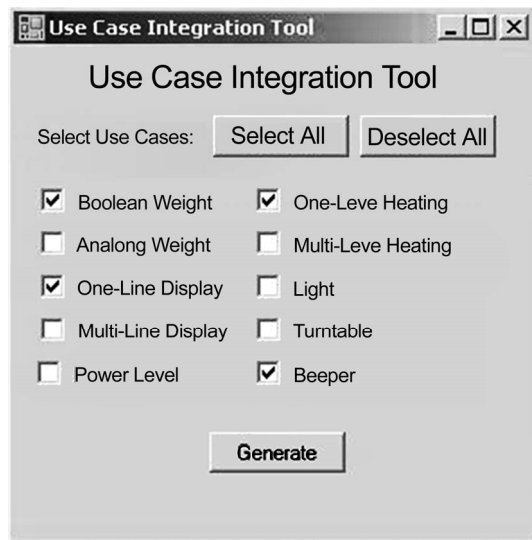 Use Case Integration Tool
Use Case Integration Tool
Select Use Cases: Select All Deselect All
Boolean Weight One-Leve Heating
Analong Weight Multi-Leve Heating
One-Line Display Light
Multi-Line Display Turntable
Power Level Beeper
Generate